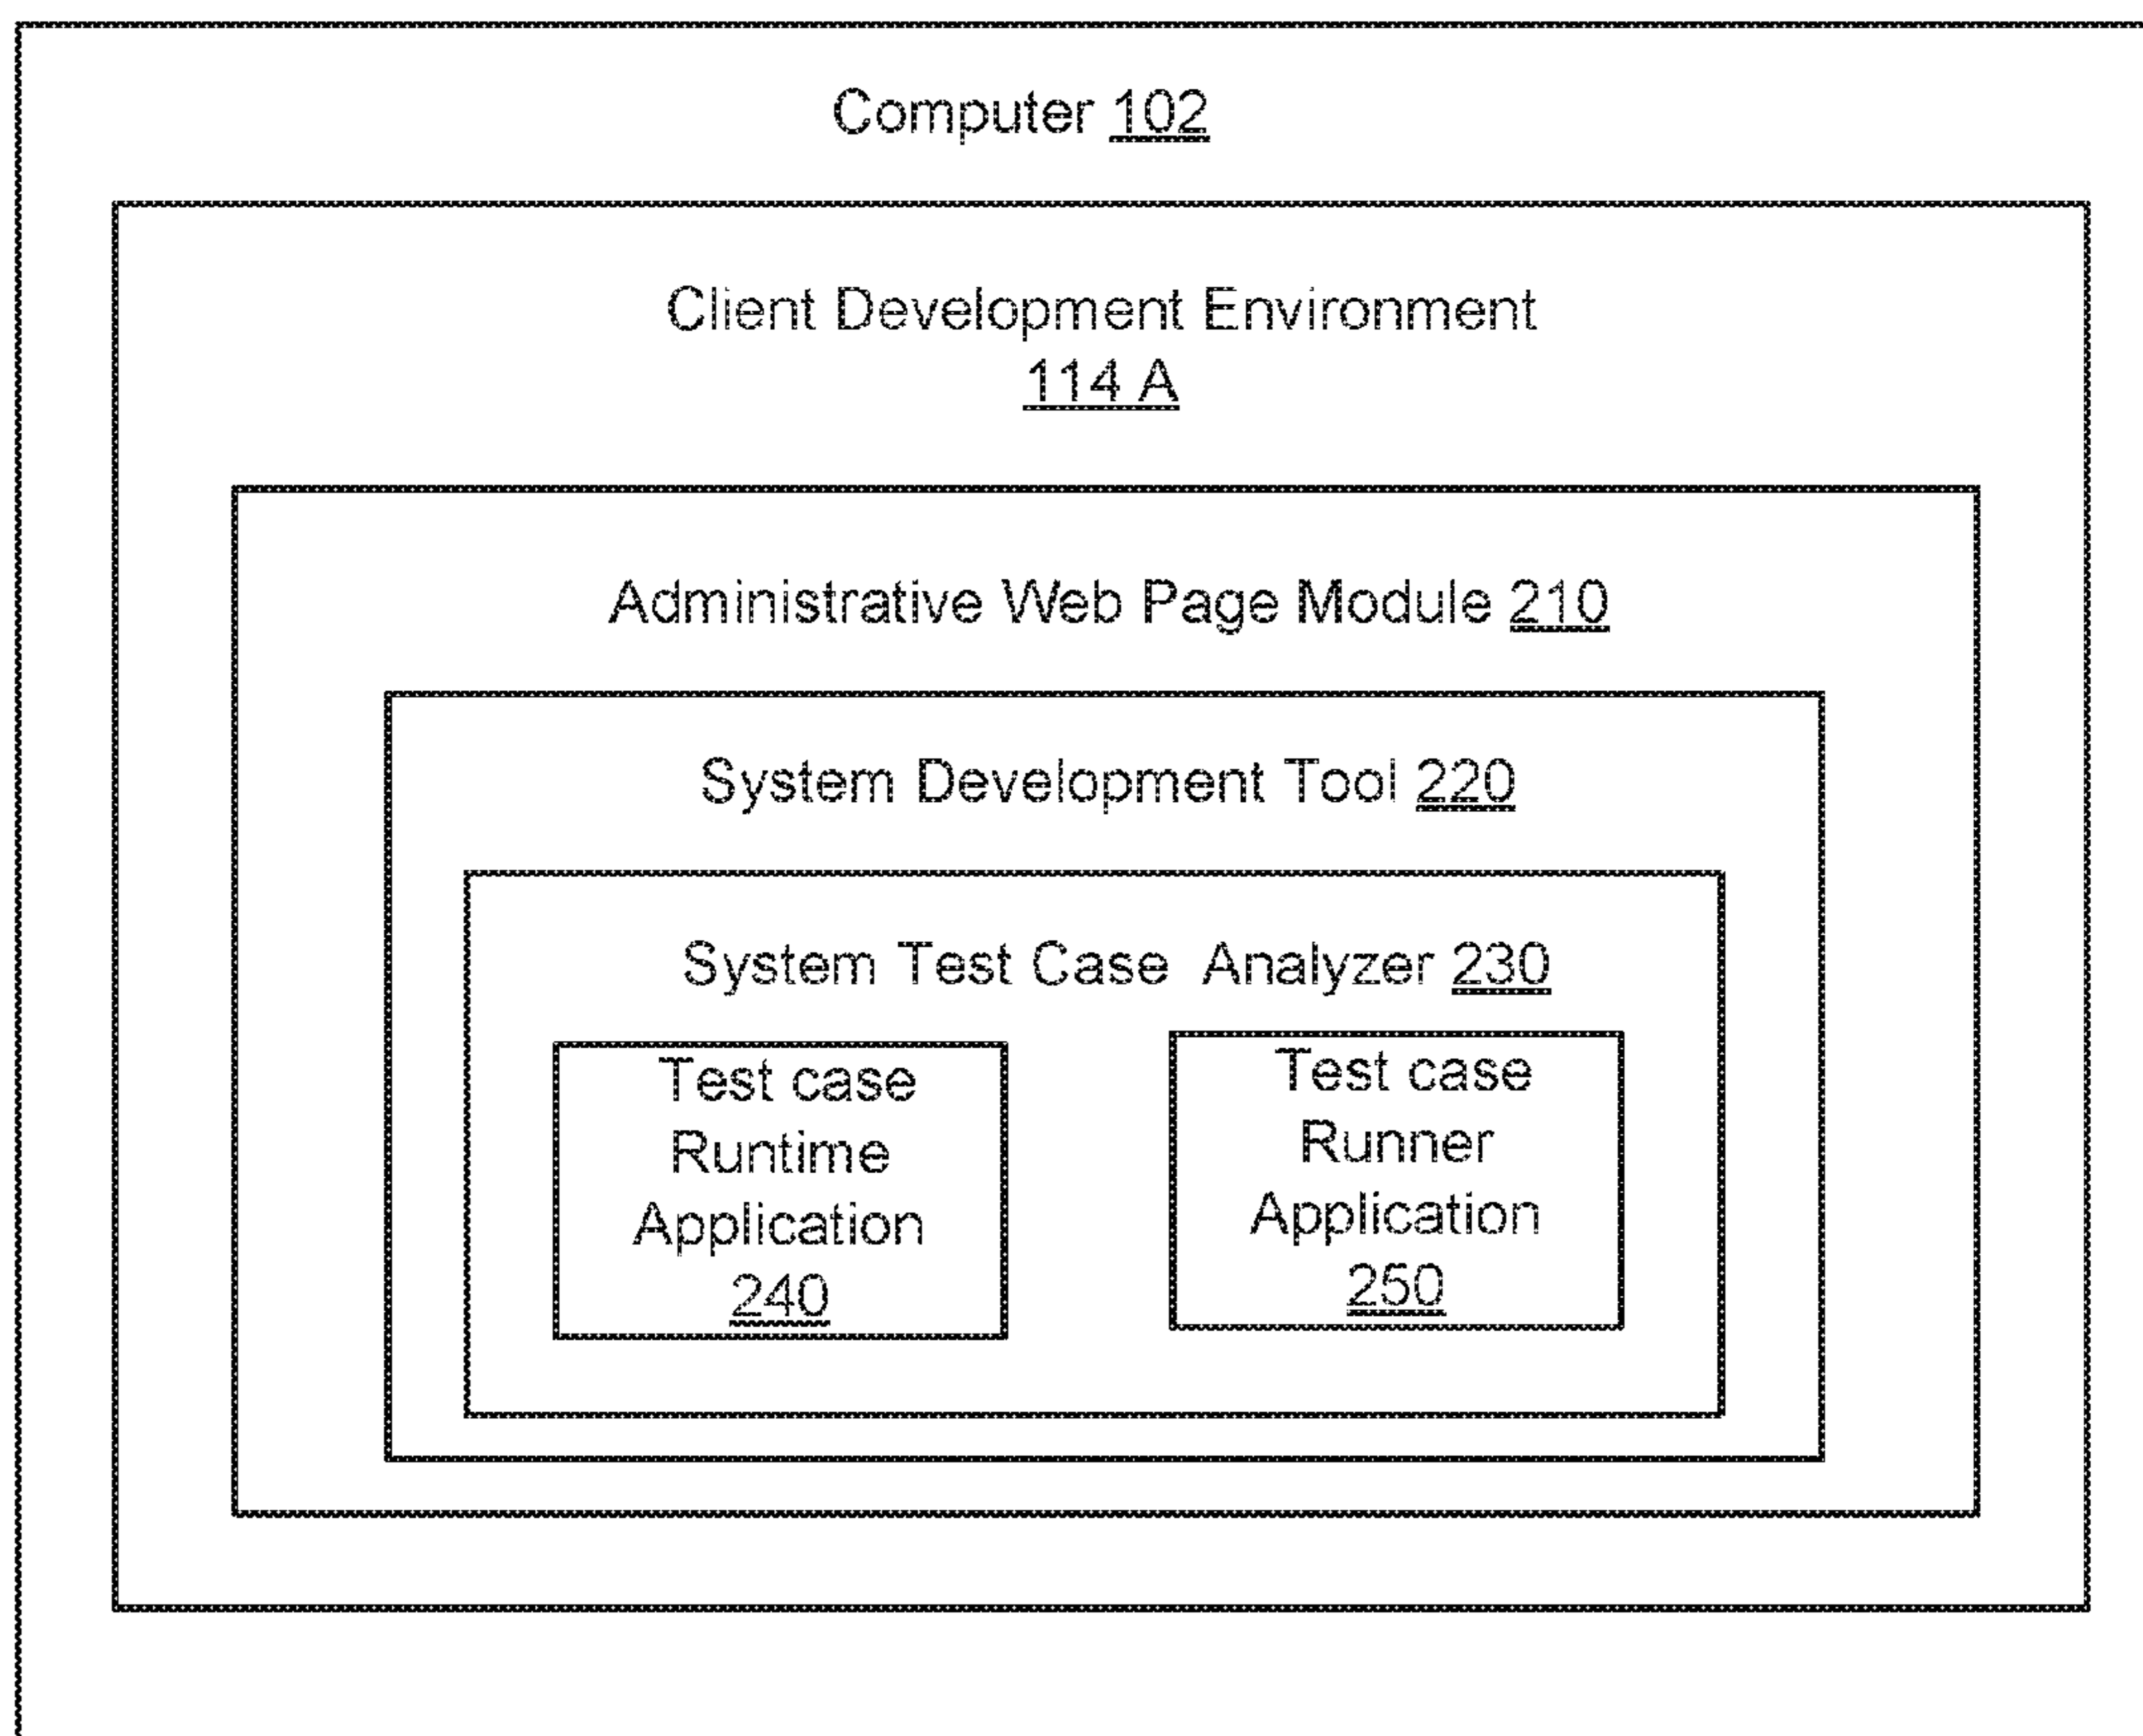 Computer 102
Client Development Environment
114 A
Administrative Web Page Module 210
System Development Tool 220
System Test Case Analyzer 230
Test case
Runtime
Application
240
Test case
Runner
Application
250